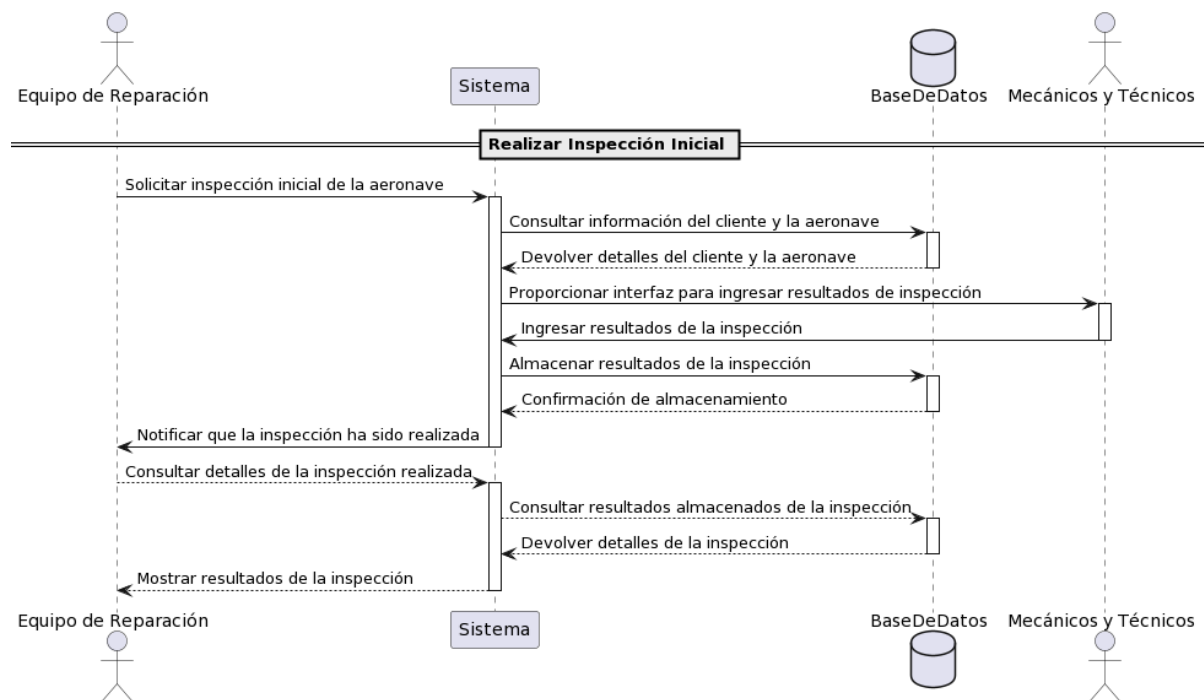 Equipo de Reparación
Sistema
BaseDeDatos
Mecánicos y Técnicos
Realizar Inspección Inicial
Solicitar inspección inicial de la aeronave
Consultar información del cliente y la aeronave
Devolver detalles del cliente y la aeronave
Proporcionar interfaz para ingresar resultados de inspección
Ingresar resultados de la inspección
Almacenar resultados de la inspección
Confirmación de almacenamiento
Notificar que la inspección ha sido realizada
Consultar detalles de la inspección realizada
Consultar resultados almacenados de la inspección
Devolver detalles de la inspección
Mostrar resultados de la inspección
Equipo de Reparación
Sistema
BaseDeDatos
Mecánicos y Técnicos